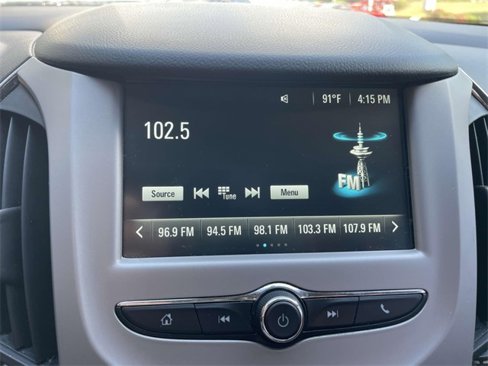 91°F 4:15 PM
102.5
FM
Source Tune Menu
96.9 FM 94.5 FM 98.1 FM 103.3 FM 107.9 FM